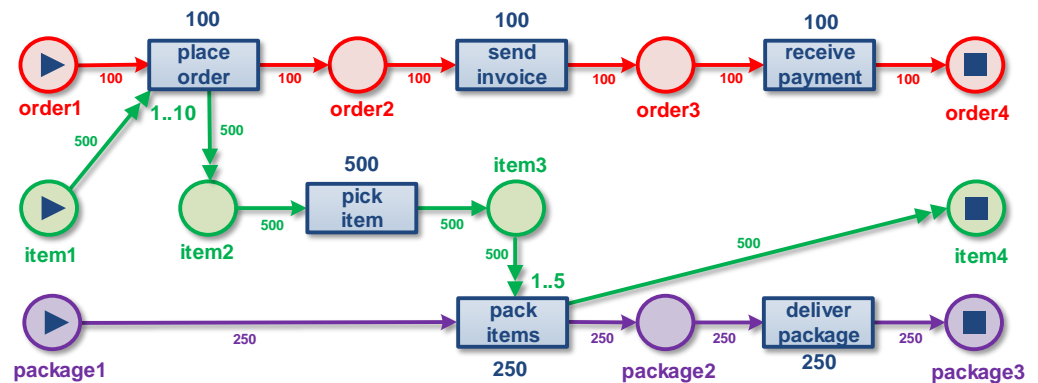 100
100
100
place
order
send
invoice
receive
payment
100
100
100
100
100
100
order1
1..10
order2
order3
order4
500
500
500
item3
pick
item
500
500
item1
item2
500
500
item4
1..5
pack
items
deliver
package
250
250
250
250
package1
250
package2
250
package3